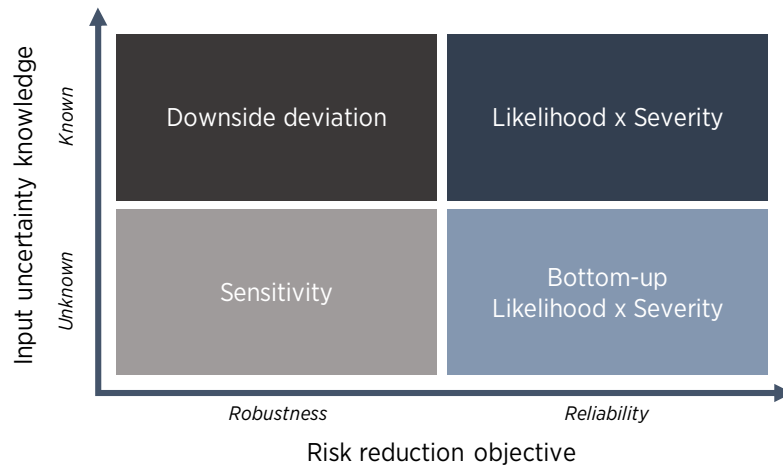 Input uncertainty knowledge
Known
Unknown
Downside deviation
Likelihood x Severity
Sensitivity
Bottom-up
Likelihood x Severity
Robustness
Reliability
Risk reduction objective